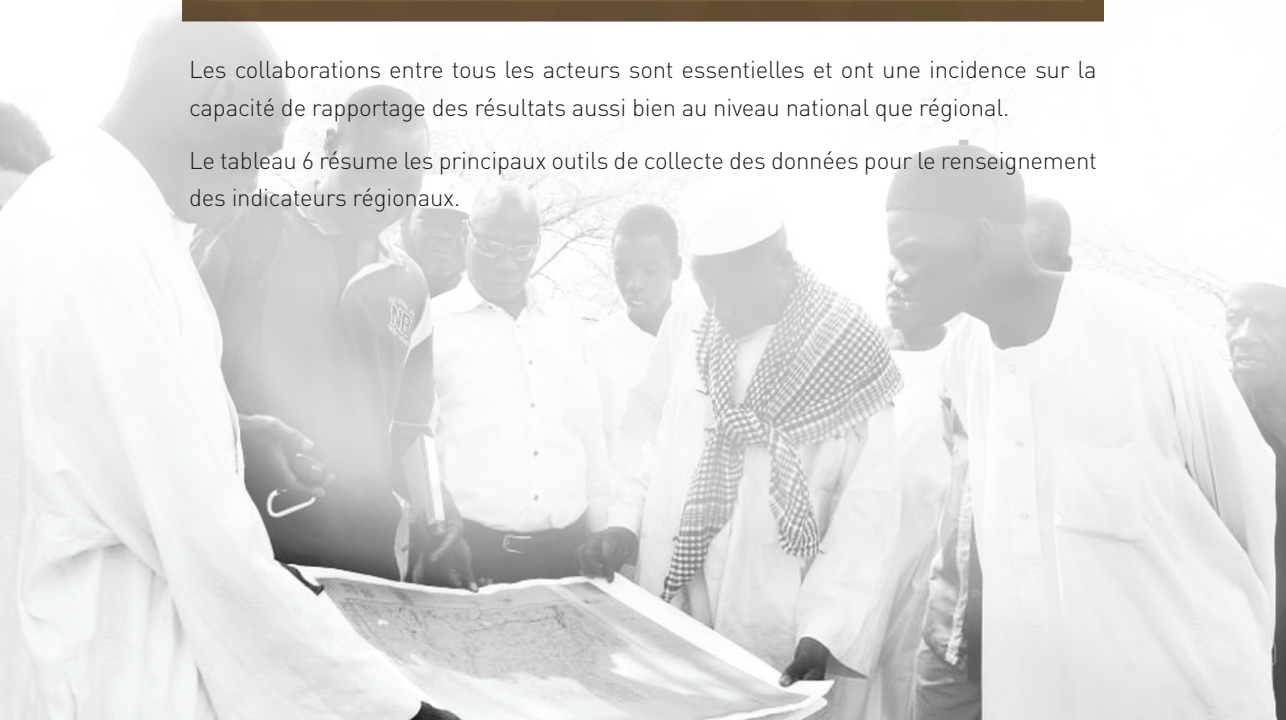 Les collaborations entre tous les acteurs sont essentielles et ont une incidence sur la
capacité de rapportage des résultats aussi bien au niveau national que régional.
Le tableau 6 résume les principaux outils de collecte des données pour le renseignement
des indicateurs régionaux.